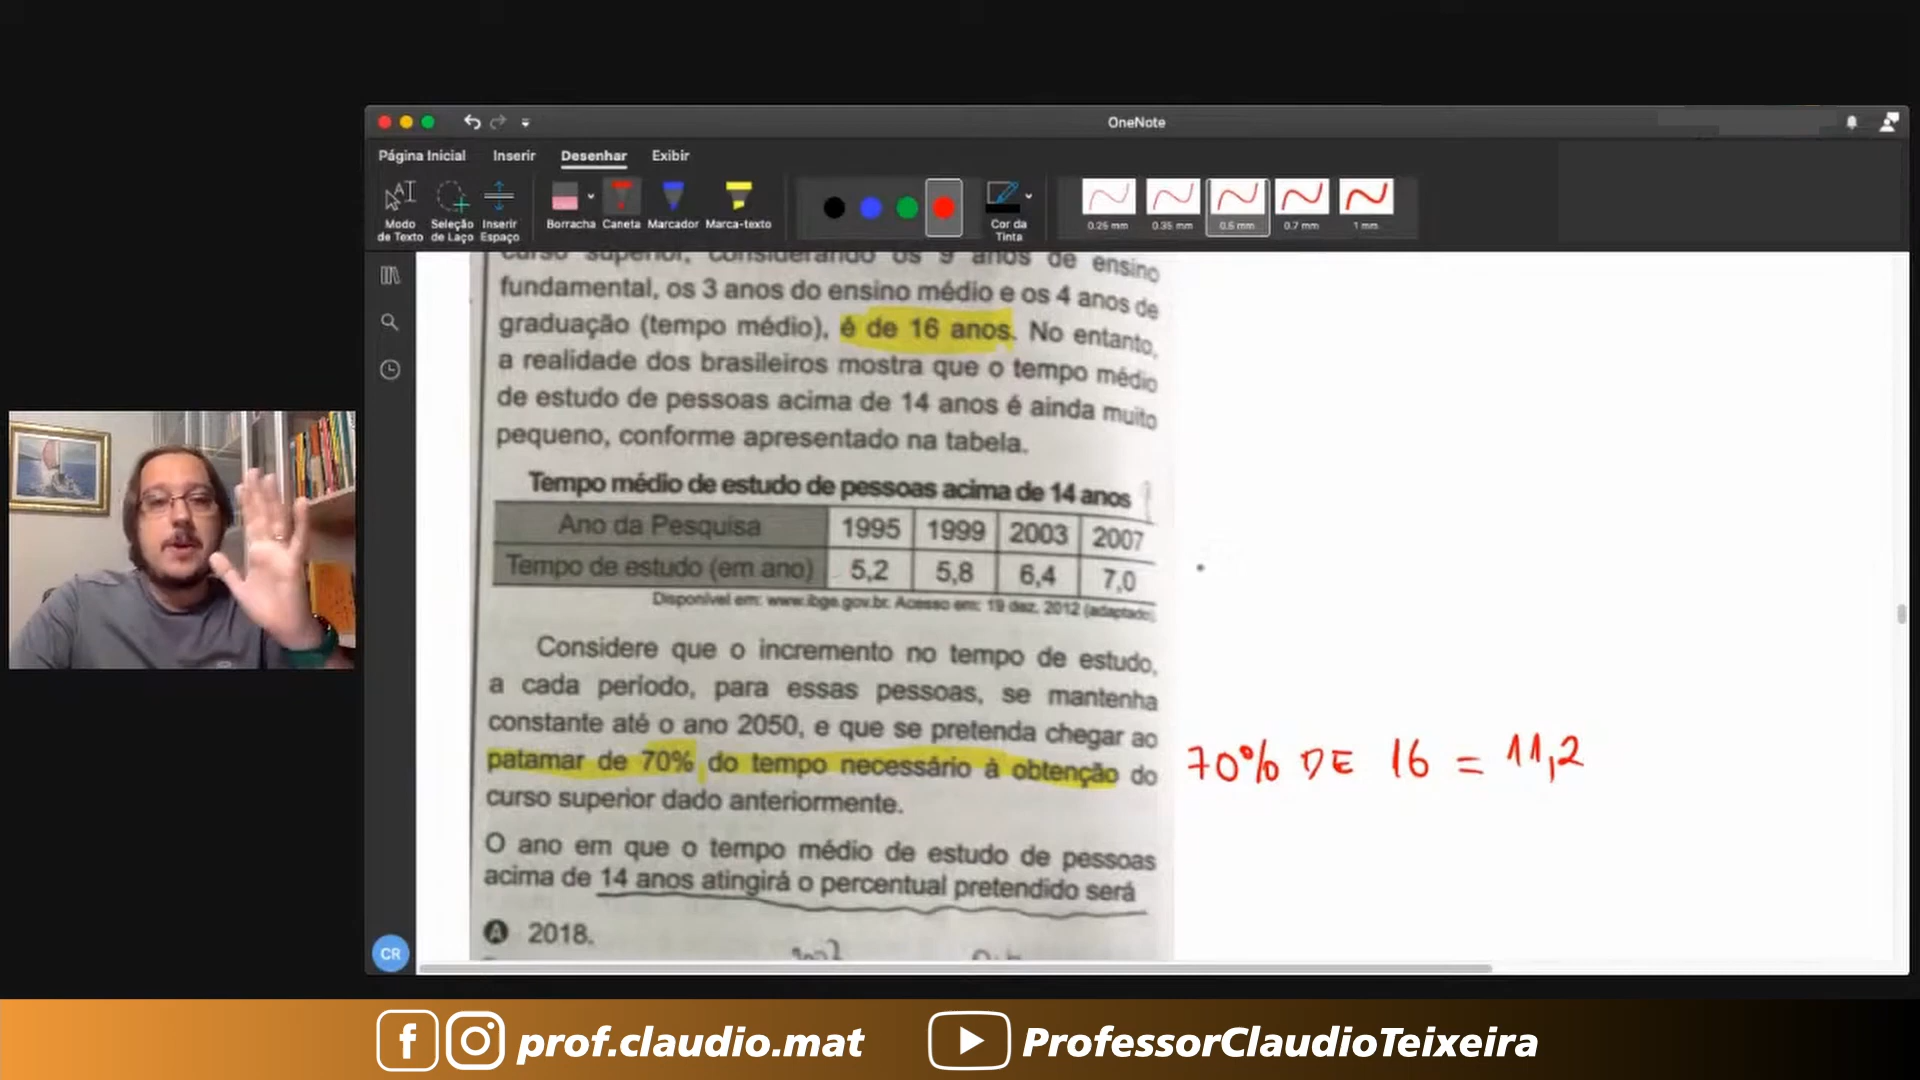 OneNote
Página Inicial Inserir Desenhar Exibir
Modo de Texto
Seleção de Laço
Inserir Espaço
Borracha Caneta Marcador Marca-texto
Cor da Tinta
0.25 mm 0.35 mm 0.5 mm 0.7 mm 1 mm
curso superior, considerando os 9 anos de ensino
fundamental, os 3 anos do ensino médio e os 4 anos de
graduação (tempo médio), é de 16 anos. No entanto,
a realidade dos brasileiros mostra que o tempo médio
de estudo de pessoas acima de 14 anos é ainda muito
pequeno, conforme apresentado na tabela.
Tempo médio de estudo de pessoas acima de 14 anos
Ano da Pesquisa 1995 1999 2003 2007
Tempo de estudo (em ano) 5,2 5,8 6,4 7,0
Disponível em: www.ibge.gov.br. Acesso em: 19 dez. 2012 (adaptado).
Considere que o incremento no tempo de estudo,
a cada período, para essas pessoas, se mantenha
constante até o ano 2050, e que se pretenda chegar ao
patamar de 70% do tempo necessário à obtenção do
curso superior dado anteriormente.
70% DE 16 = 11,2
O ano em que o tempo médio de estudo de pessoas
acima de 14 anos atingirá o percentual pretendido será
A 2018.
CR
prof.claudio.mat ProfessorClaudioTeixeira